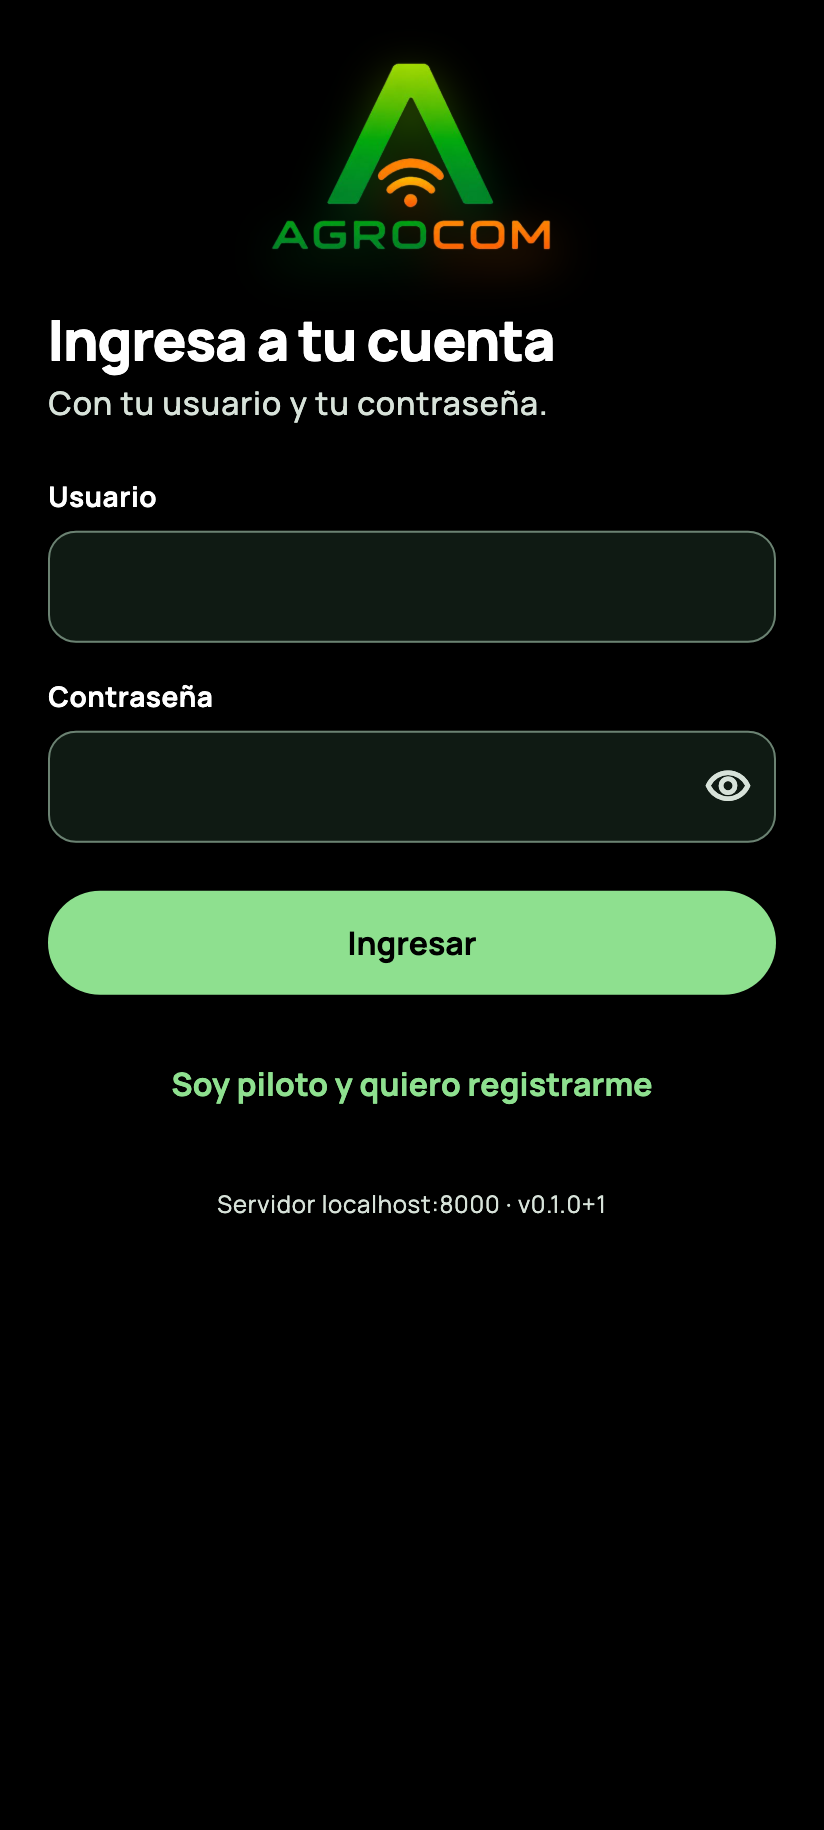 AGROCOM
Ingresa a tu cuenta
Con tu usuario y tu contraseña.
Usuario
Contraseña
Ingresar
Soy piloto y quiero registrarme
Servidor localhost:8000 · v0.1.0+1